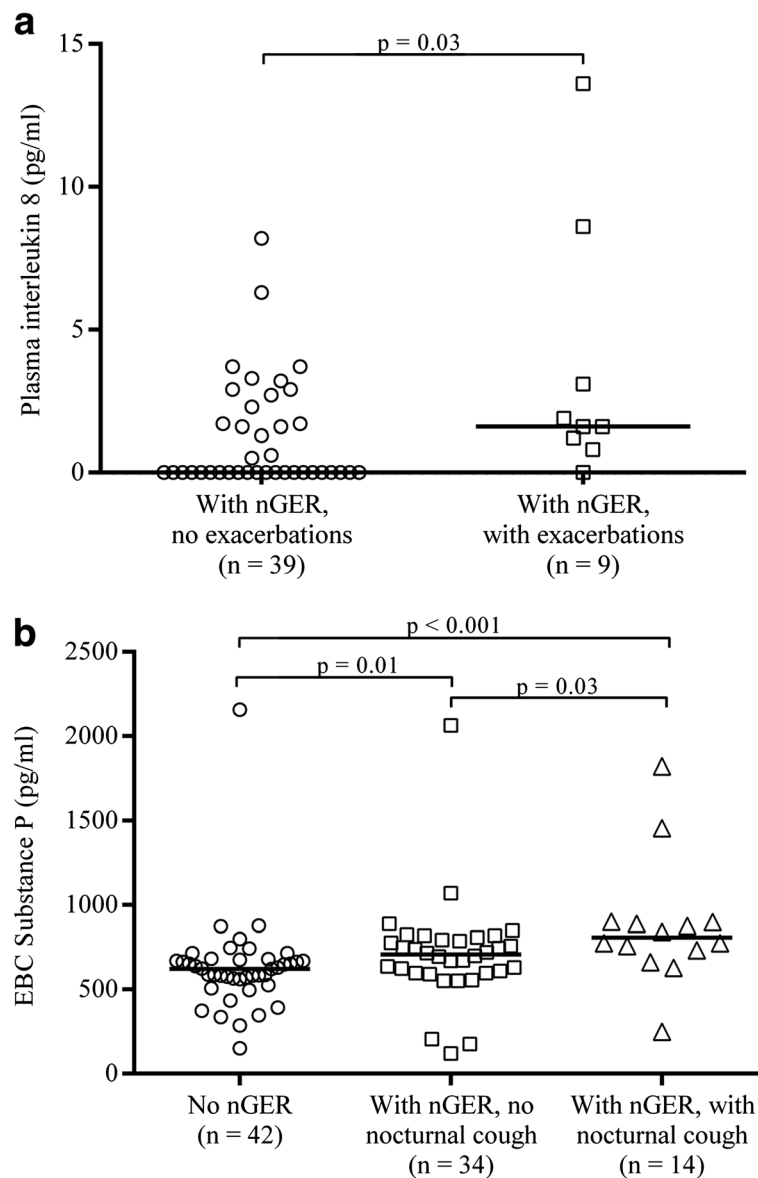 a
p = 0.03
Plasma interleukin 8 (pg/ml)
15
10
5
0
With nGER,
no exacerbations
(n = 39)
With nGER,
with exacerbations
(n = 9)
b
p < 0.001
p = 0.01
p = 0.03
EBC Substance P (pg/ml)
2500
2000
1500
1000
500
0
No nGER
(n = 42)
With nGER, no
nocturnal cough
(n = 34)
With nGER, with
nocturnal cough
(n = 14)